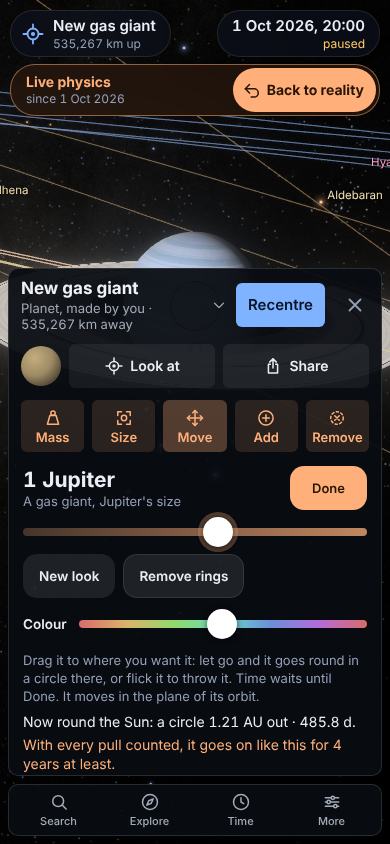 New gas giant
535,267 km up
1 Oct 2026, 20:00
paused
Live physics
since 1 Oct 2026
Back to reality
Aldebaran
New gas giant
Planet, made by you ·
535,267 km away
Recentre
Look at
Share
Mass
Size
Move
Add
Remove
1 Jupiter
A gas giant, Jupiter's size
Done
New look
Remove rings
Colour
Drag it to where you want it: let go and it goes round in
a circle there, or flick it to throw it. Time waits until
Done. It moves in the plane of its orbit.
Now round the Sun: a circle 1.21 AU out · 485.8 d.
With every pull counted, it goes on like this for 4
years at least.
Search
Explore
Time
More